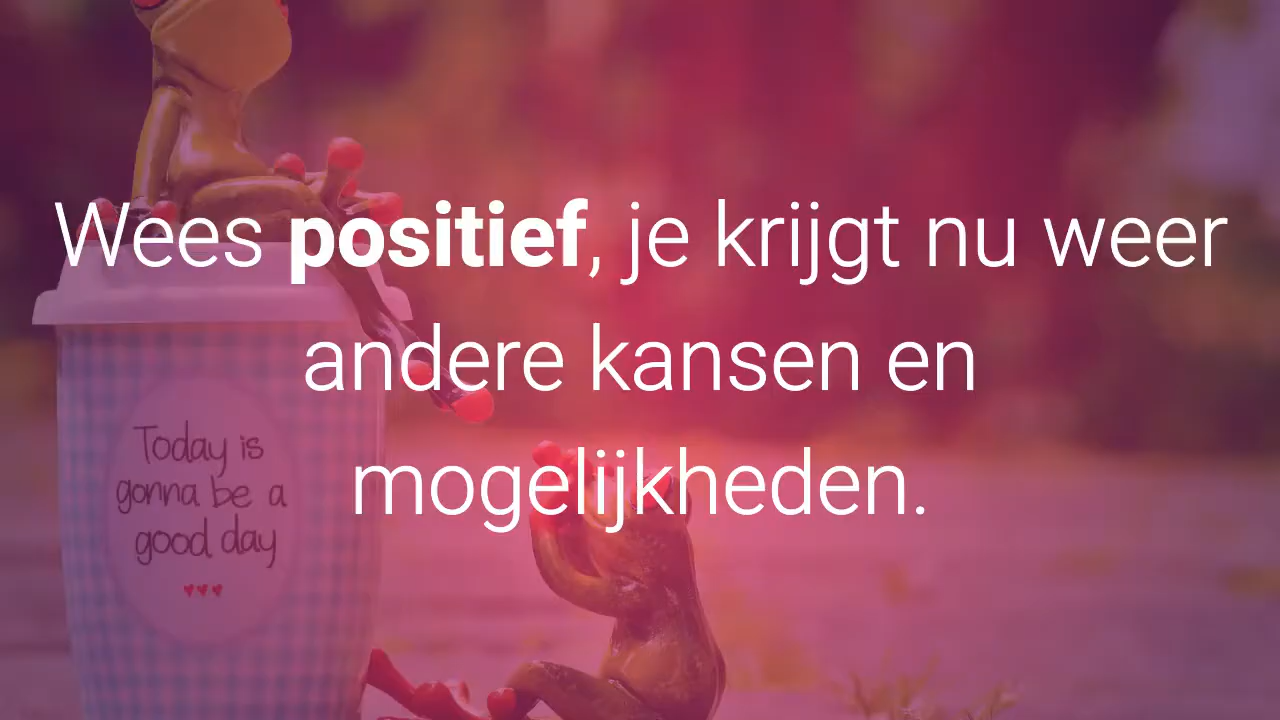 Wees positief, je krijgt nu weer
andere kansen en
mogelijkheden.
Today is
gonna be a
good day